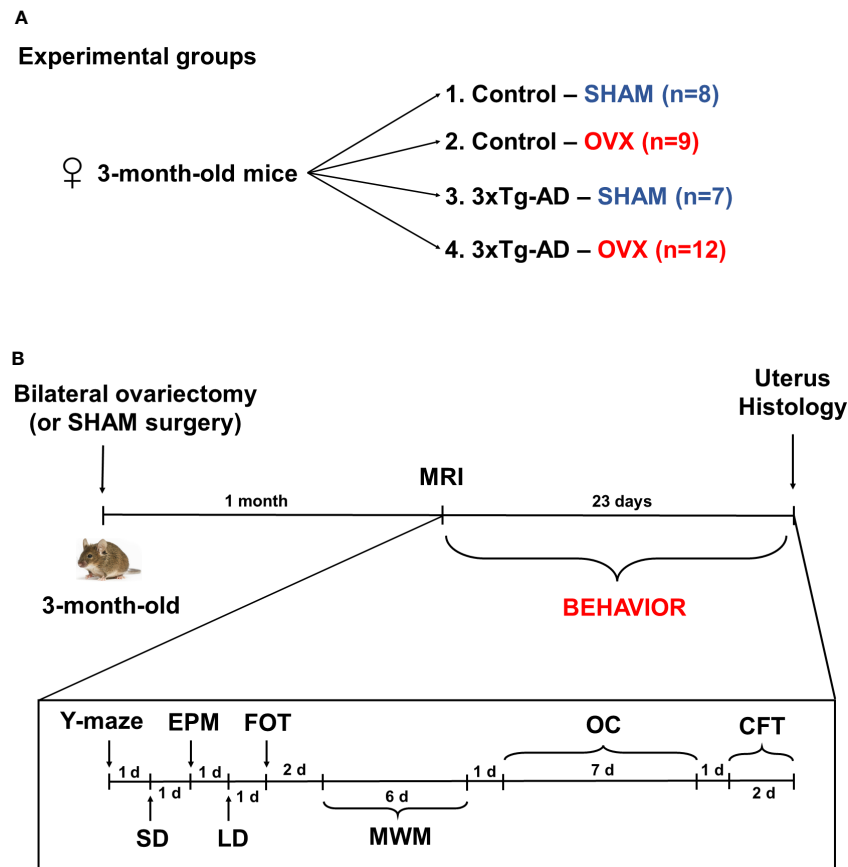 A
Experimental groups
♀ 3-month-old mice
1. Control – SHAM (n=8)
2. Control – OVX (n=9)
3. 3xTg-AD – SHAM (n=7)
4. 3xTg-AD – OVX (n=12)
B
Bilateral ovariectomy
(or SHAM surgery)
Uterus
Histology
MRI
1 month
23 days
3-month-old
BEHAVIOR
Y-maze
EPM
FOT
OC
CFT
1 d
1 d
1 d
1 d
2 d
6 d
1 d
7 d
1 d
2 d
SD
LD
MWM